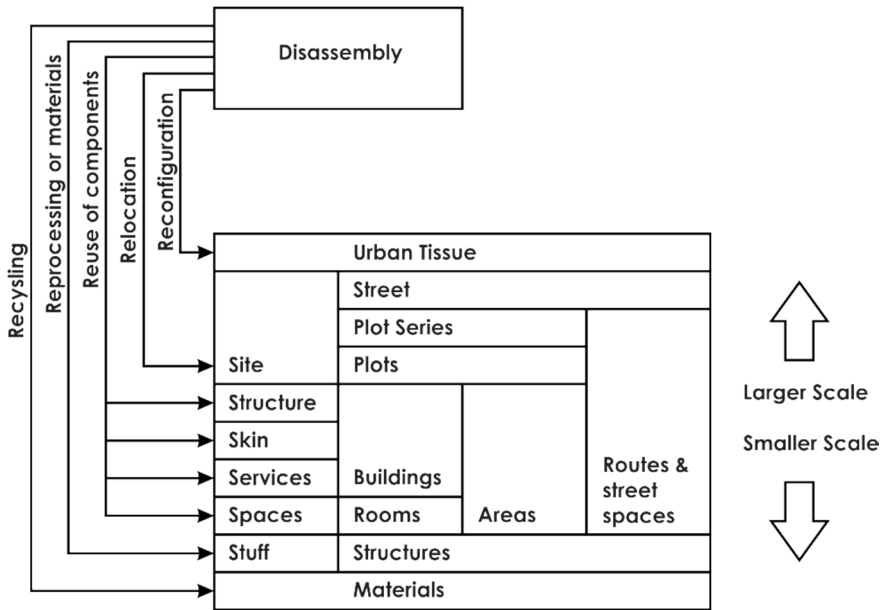 Disassembly
Recysling
Reprocessing or materials
Reuse of components
Relocation
Reconfiguration
Urban Tissue
Street
Plot Series
Site
Plots
Structure
Skin
Services
Buildings
Spaces
Rooms
Areas
Routes &
street
spaces
Stuff
Structures
Materials
Larger Scale
Smaller Scale